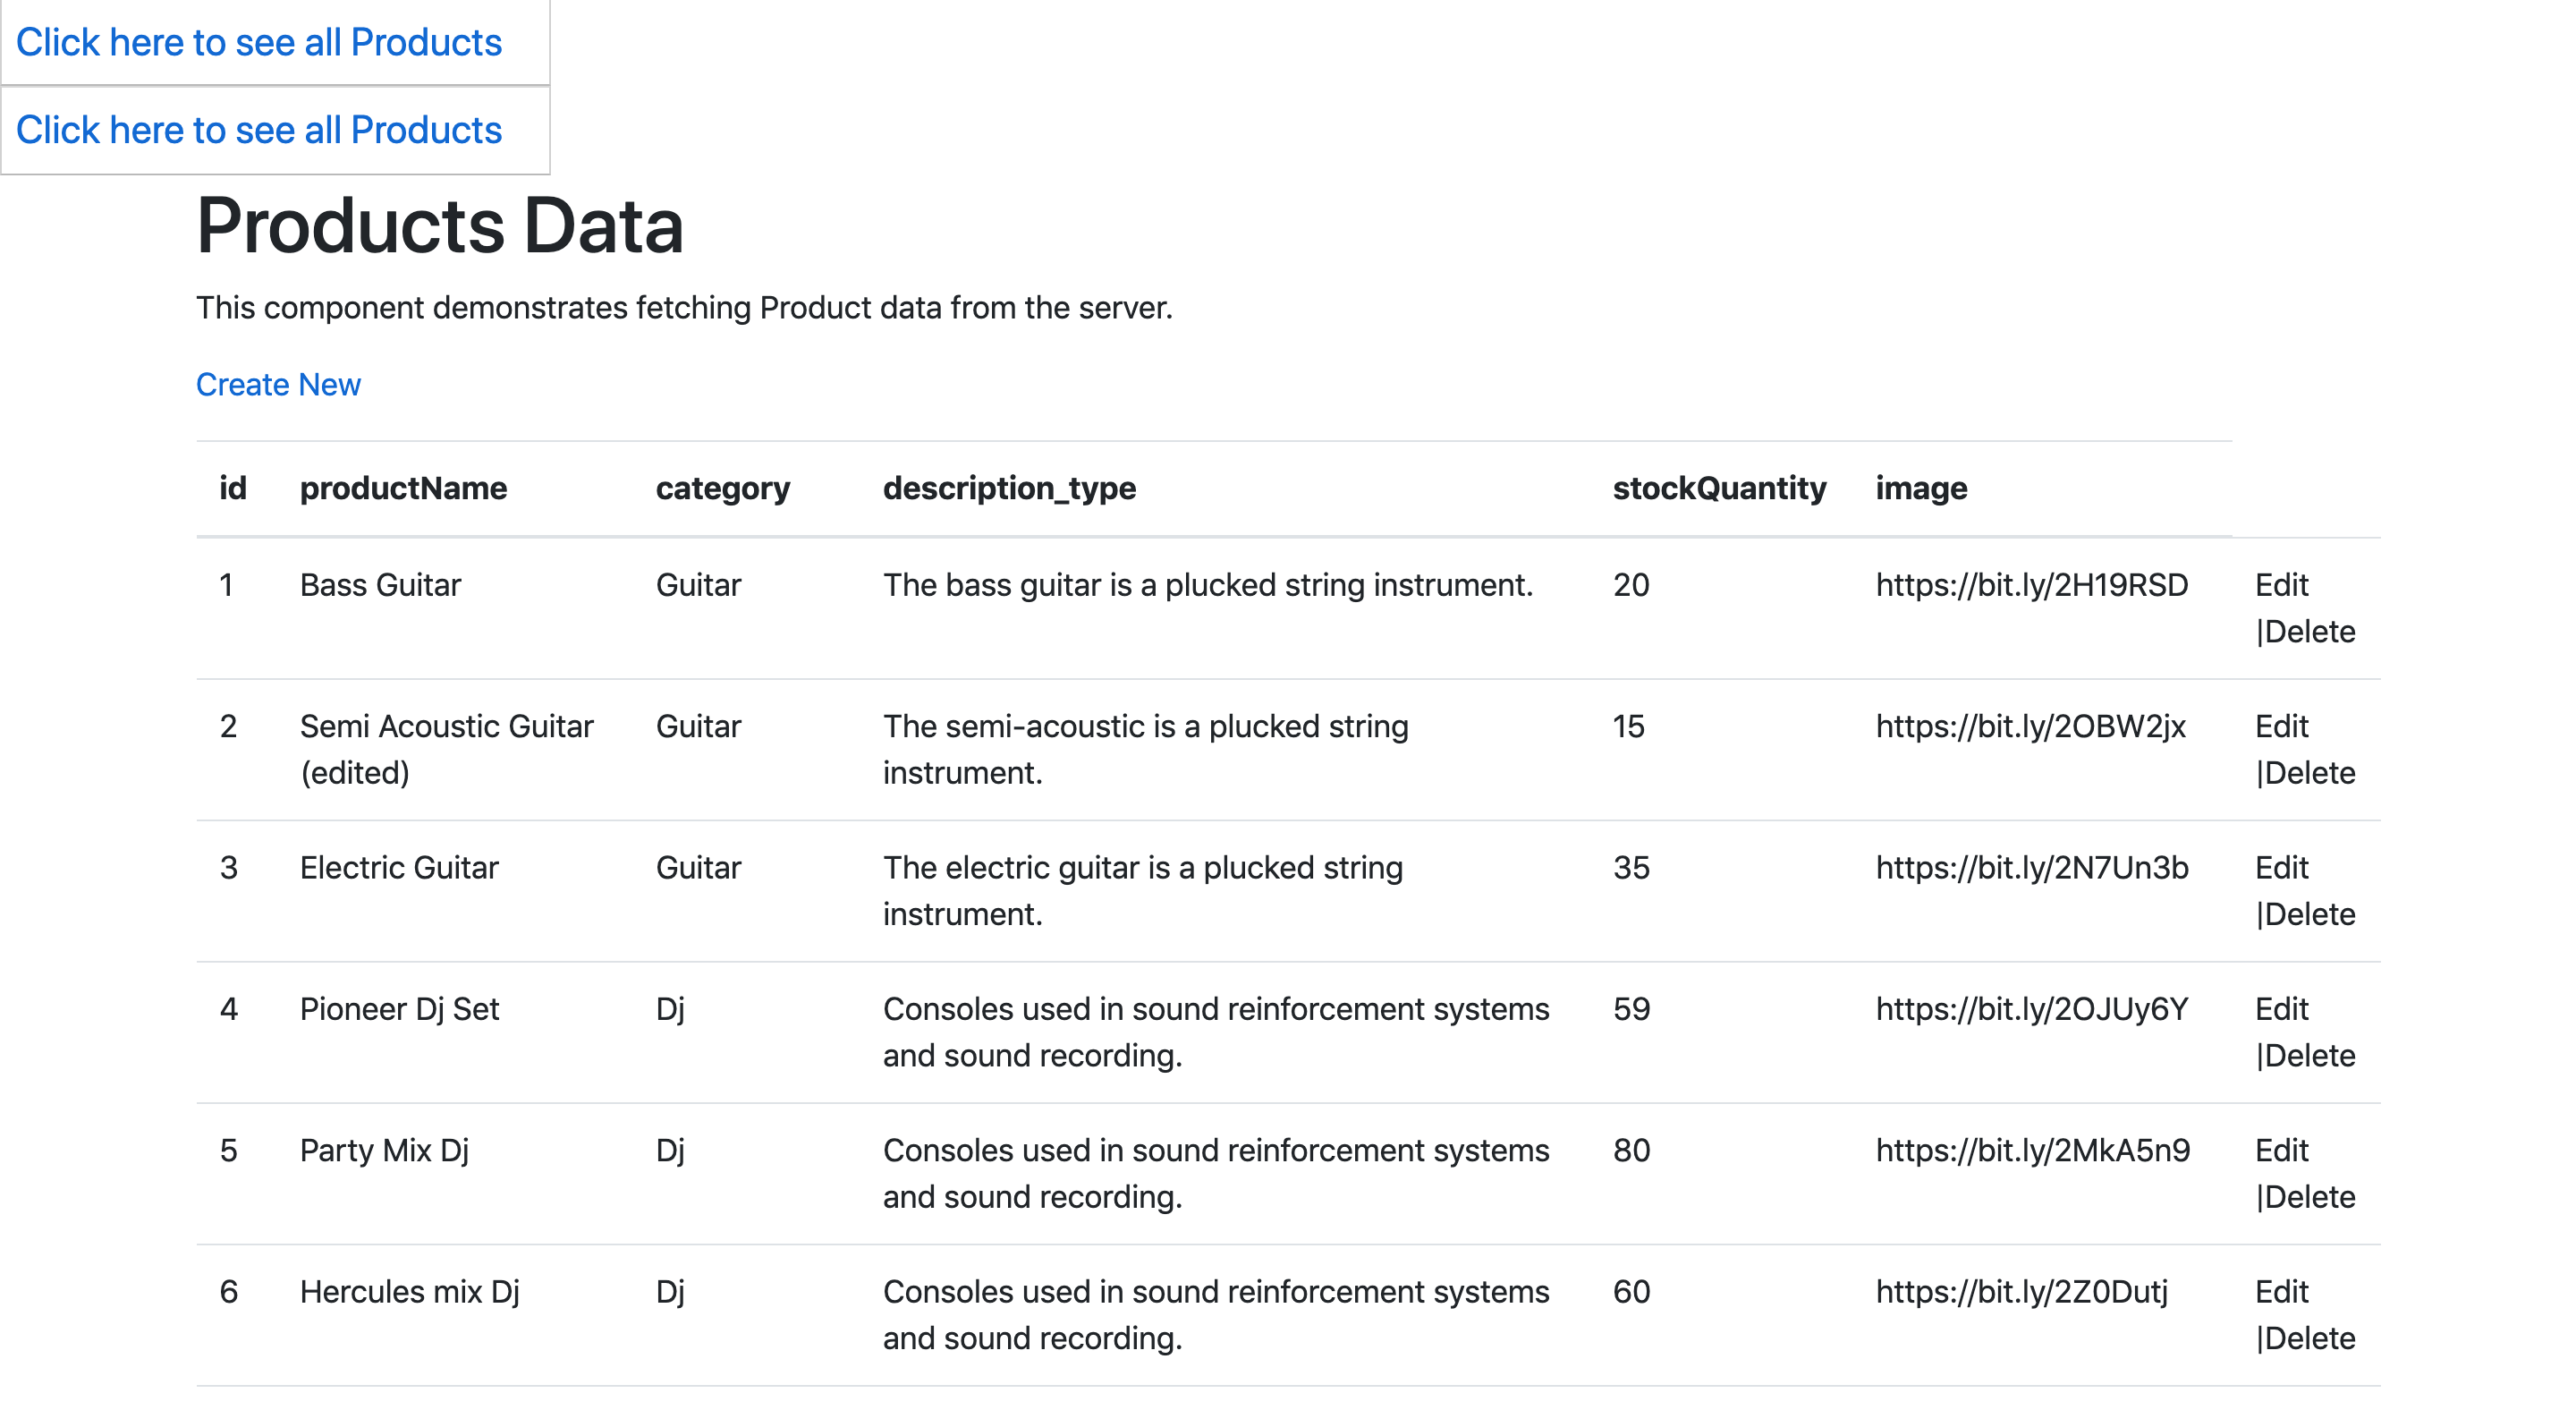 Click here to see all Products
Click here to see all Products
Products Data
This component demonstrates fetching Product data from the server.
Create New
id productName category description_type stockQuantity image
1 Bass Guitar Guitar The bass guitar is a plucked string instrument. 20 https://bit.ly/2H19RSD Edit
|Delete
2 Semi Acoustic Guitar Guitar The semi-acoustic is a plucked string 15 https://bit.ly/2OBW2jx Edit
(edited) instrument. |Delete
3 Electric Guitar Guitar The electric guitar is a plucked string 35 https://bit.ly/2N7Un3b Edit
instrument. |Delete
4 Pioneer Dj Set Dj Consoles used in sound reinforcement systems 59 https://bit.ly/2OJUy6Y Edit
and sound recording. |Delete
5 Party Mix Dj Dj Consoles used in sound reinforcement systems 80 https://bit.ly/2MkA5n9 Edit
and sound recording. |Delete
6 Hercules mix Dj Dj Consoles used in sound reinforcement systems 60 https://bit.ly/2Z0Dutj Edit
and sound recording. |Delete